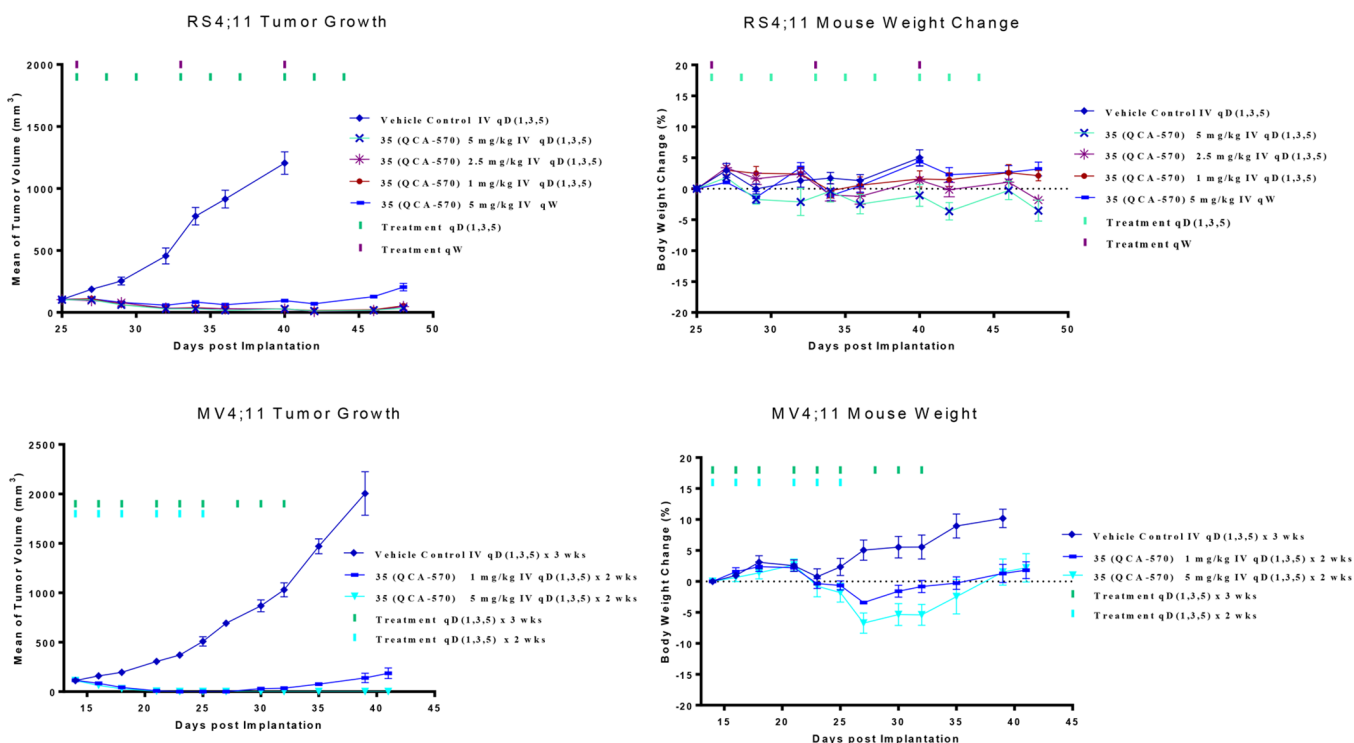 RS4;11 Tumor Growth
Mean of Tumor Volume (mm³)
2000
1500
1000
500
0
25 30 35 40 45 50
Days post Implantation
Vehicle Control IV qD(1,3,5)
35 (QCA-570) 5 mg/kg IV qD(1,3,5)
35 (QCA-570) 2.5 mg/kg IV qD(1,3,5)
35 (QCA-570) 1 mg/kg IV qD(1,3,5)
35 (QCA-570) 5 mg/kg IV qW
Treatment qD(1,3,5)
Treatment qW
RS4;11 Mouse Weight Change
Body Weight Change (%)
20
15
10
5
0
-5
-10
-15
-20
25 30 35 40 45 50
Days post Implantation
Vehicle Control IV qD(1,3,5)
35 (QCA-570) 5 mg/kg IV qD(1,3,5)
35 (QCA-570) 2.5 mg/kg IV qD(1,3,5)
35 (QCA-570) 1 mg/kg IV qD(1,3,5)
35 (QCA-570) 5 mg/kg IV qW
Treatment qD(1,3,5)
Treatment qW
MV4;11 Tumor Growth
Mean of Tumor Volume (mm³)
2500
2000
1500
1000
500
0
15 20 25 30 35 40 45
Days post Implantation
Vehicle Control IV qD(1,3,5) x 3 wks
35 (QCA-570) 1 mg/kg IV qD(1,3,5) x 2 wks
35 (QCA-570) 5 mg/kg IV qD(1,3,5) x 2 wks
Treatment qD(1,3,5) x 3 wks
Treatment qD(1,3,5) x 2 wks
MV4;11 Mouse Weight
Body Weight Change (%)
20
15
10
5
0
-5
-10
-15
-20
15 20 25 30 35 40 45
Days post Implantation
Vehicle Control IV qD(1,3,5) x 3 wks
35 (QCA-570) 1 mg/kg IV qD(1,3,5) x 2 wks
35 (QCA-570) 5 mg/kg IV qD(1,3,5) x 2 wks
Treatment qD(1,3,5) x 3 wks
Treatment qD(1,3,5) x 2 wks